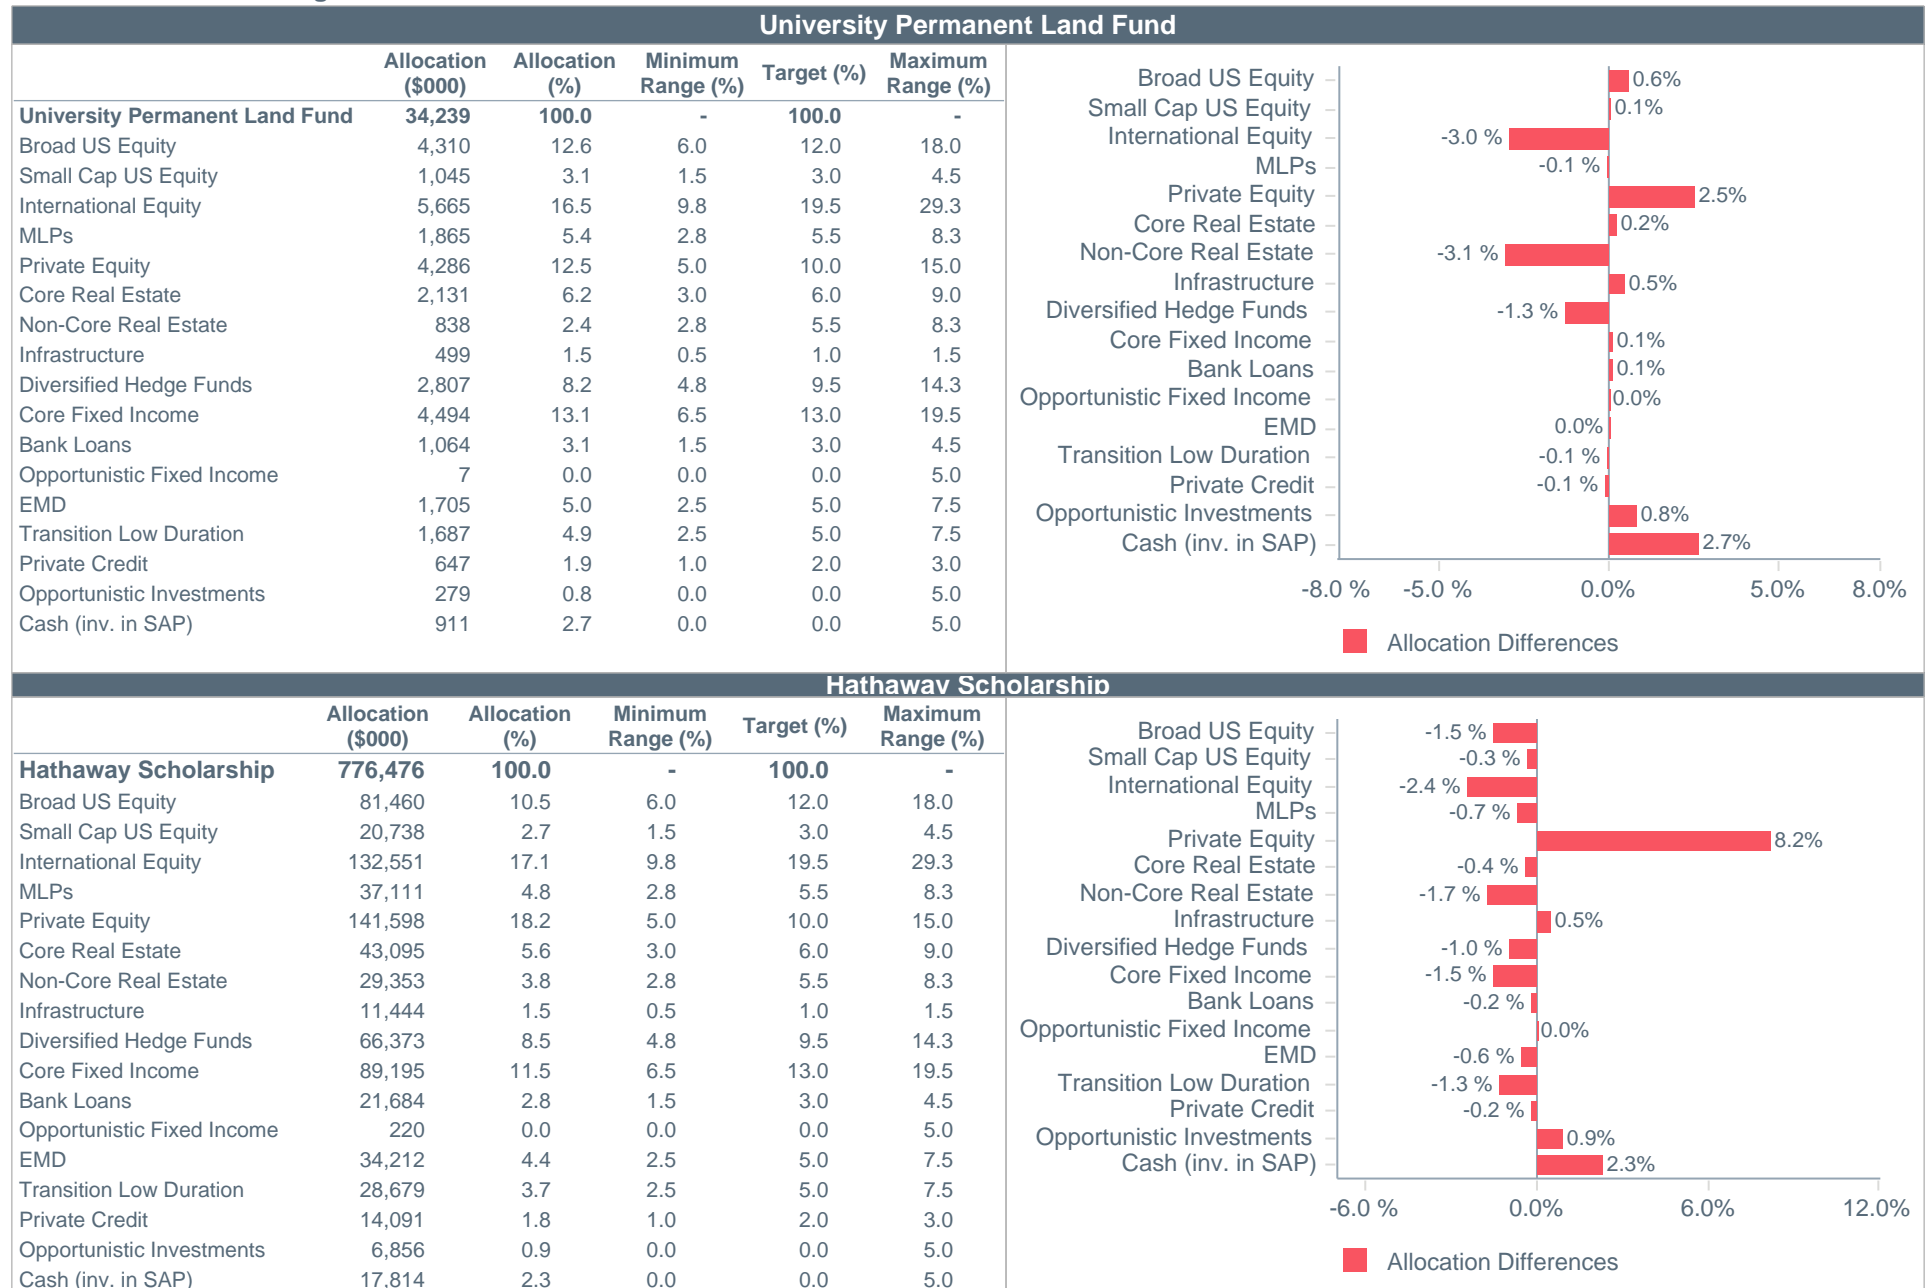 University Permanent Land Fund
Allocation ($000) Allocation (%) Minimum Range (%) Target (%) Maximum Range (%)
University Permanent Land Fund 34,239 100.0 - 100.0 -
Broad US Equity 4,310 12.6 6.0 12.0 18.0
Small Cap US Equity 1,045 3.1 1.5 3.0 4.5
International Equity 5,665 16.5 9.8 19.5 29.3
MLPs 1,865 5.4 2.8 5.5 8.3
Private Equity 4,286 12.5 5.0 10.0 15.0
Core Real Estate 2,131 6.2 3.0 6.0 9.0
Non-Core Real Estate 838 2.4 2.8 5.5 8.3
Infrastructure 499 1.5 0.5 1.0 1.5
Diversified Hedge Funds 2,807 8.2 4.8 9.5 14.3
Core Fixed Income 4,494 13.1 6.5 13.0 19.5
Bank Loans 1,064 3.1 1.5 3.0 4.5
Opportunistic Fixed Income 7 0.0 0.0 0.0 5.0
EMD 1,705 5.0 2.5 5.0 7.5
Transition Low Duration 1,687 4.9 2.5 5.0 7.5
Private Credit 647 1.9 1.0 2.0 3.0
Opportunistic Investments 279 0.8 0.0 0.0 5.0
Cash (inv. in SAP) 911 2.7 0.0 0.0 5.0
Broad US Equity 0.6%
Small Cap US Equity 0.1%
International Equity -3.0 %
MLPs -0.1 %
Private Equity 2.5%
Core Real Estate 0.2%
Non-Core Real Estate -3.1 %
Infrastructure 0.5%
Diversified Hedge Funds -1.3 %
Core Fixed Income 0.1%
Bank Loans 0.1%
Opportunistic Fixed Income 0.0%
EMD 0.0%
Transition Low Duration -0.1 %
Private Credit -0.1 %
Opportunistic Investments 0.8%
Cash (inv. in SAP) 2.7%
-8.0 % -5.0 % 0.0% 5.0% 8.0%
Allocation Differences
Hathaway Scholarship
Allocation ($000) Allocation (%) Minimum Range (%) Target (%) Maximum Range (%)
Hathaway Scholarship 776,476 100.0 - 100.0 -
Broad US Equity 81,460 10.5 6.0 12.0 18.0
Small Cap US Equity 20,738 2.7 1.5 3.0 4.5
International Equity 132,551 17.1 9.8 19.5 29.3
MLPs 37,111 4.8 2.8 5.5 8.3
Private Equity 141,598 18.2 5.0 10.0 15.0
Core Real Estate 43,095 5.6 3.0 6.0 9.0
Non-Core Real Estate 29,353 3.8 2.8 5.5 8.3
Infrastructure 11,444 1.5 0.5 1.0 1.5
Diversified Hedge Funds 66,373 8.5 4.8 9.5 14.3
Core Fixed Income 89,195 11.5 6.5 13.0 19.5
Bank Loans 21,684 2.8 1.5 3.0 4.5
Opportunistic Fixed Income 220 0.0 0.0 0.0 5.0
EMD 34,212 4.4 2.5 5.0 7.5
Transition Low Duration 28,679 3.7 2.5 5.0 7.5
Private Credit 14,091 1.8 1.0 2.0 3.0
Opportunistic Investments 6,856 0.9 0.0 0.0 5.0
Cash (inv. in SAP) 17,814 2.3 0.0 0.0 5.0
Broad US Equity -1.5 %
Small Cap US Equity -0.3 %
International Equity -2.4 %
MLPs -0.7 %
Private Equity 8.2%
Core Real Estate -0.4 %
Non-Core Real Estate -1.7 %
Infrastructure 0.5%
Diversified Hedge Funds -1.0 %
Core Fixed Income -1.5 %
Bank Loans -0.2 %
Opportunistic Fixed Income 0.0%
EMD -0.6 %
Transition Low Duration -1.3 %
Private Credit -0.2 %
Opportunistic Investments 0.9%
Cash (inv. in SAP) 2.3%
-6.0 % 0.0% 6.0% 12.0%
Allocation Differences